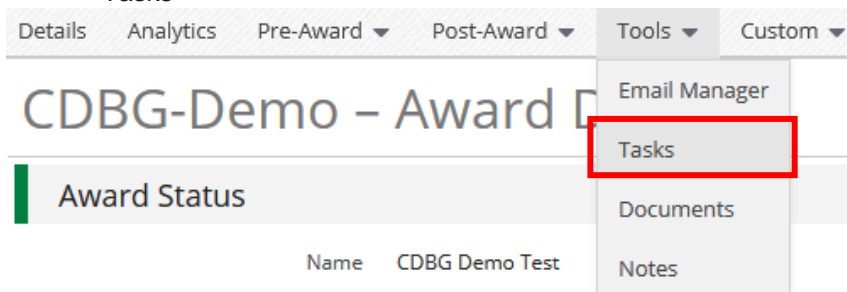 Tasks
Details Analytics Pre-Award Post-Award Tools Custom
CDBG-Demo – Award
Email Manager
Tasks
Award Status
Documents
Name CDBG Demo Test
Notes